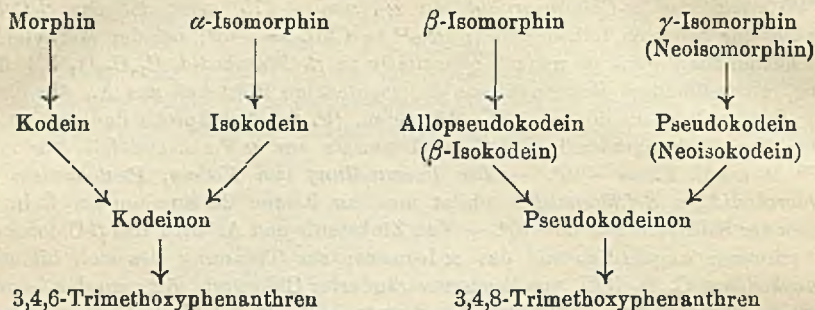 Morphin α-Isomorphin β-Isomorphin γ-Isomorphin
(Neoisomorphin)
Kodein Isokodein Allopseudokodein Pseudokodein
(β-Isokodein) (Neoisokodein)
Kodeinon Pseudokodeinon
3,4,6-Trimethoxyphenanthren 3,4,8-Trimethoxyphenanthren